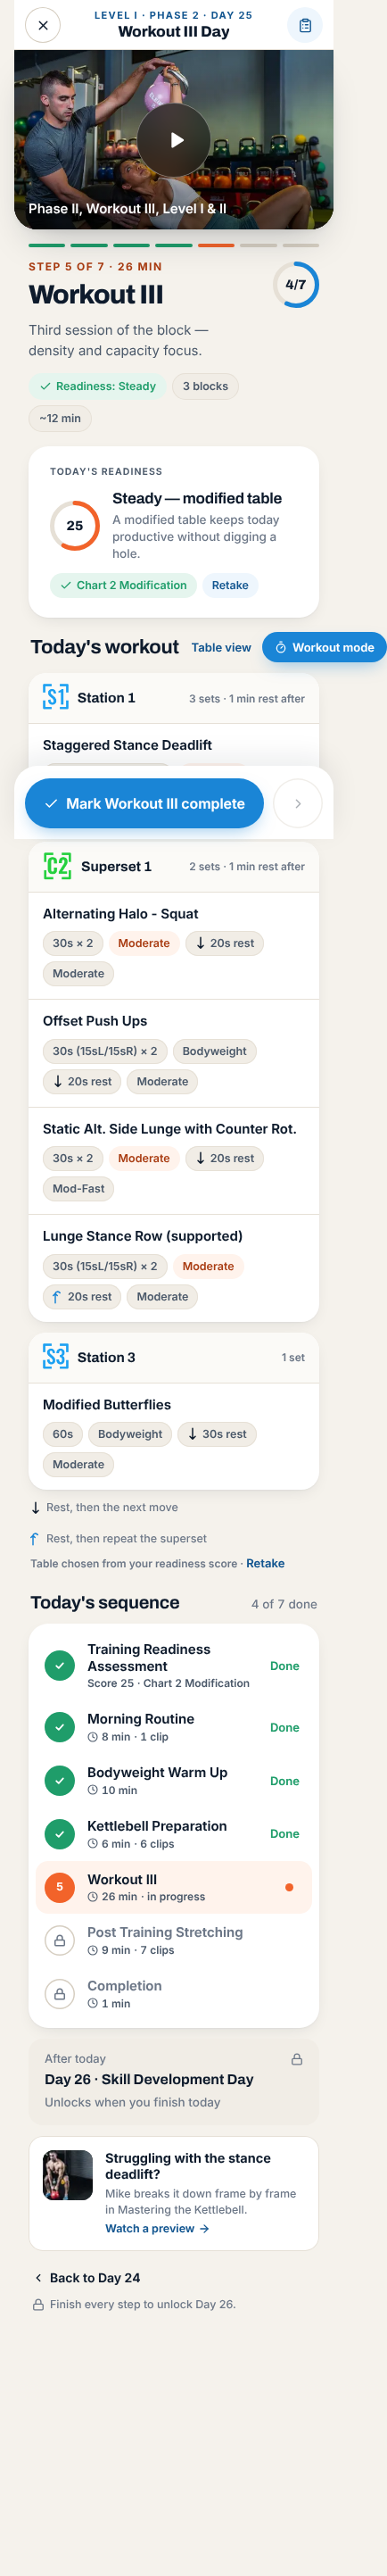 LEVEL I · PHASE 2 · DAY 25
Workout III Day
Phase II, Workout III, Level I & II
STEP 5 OF 7 · 26 MIN
Workout III
4/7
Third session of the block —
density and capacity focus.
Readiness: Steady
3 blocks
~12 min
TODAY'S READINESS
25
Steady — modified table
A modified table keeps today
productive without digging a
hole.
Chart 2 Modification
Retake
Today's workout
Table view
Workout mode
S1
Station 1
3 sets · 1 min rest after
Staggered Stance Deadlift
Mark Workout III complete
C2
Superset 1
2 sets · 1 min rest after
Alternating Halo - Squat
30s × 2
Moderate
20s rest
Moderate
Offset Push Ups
30s (15sL/15sR) × 2
Bodyweight
20s rest
Moderate
Static Alt. Side Lunge with Counter Rot.
30s × 2
Moderate
20s rest
Mod-Fast
Lunge Stance Row (supported)
30s (15sL/15sR) × 2
Moderate
20s rest
Moderate
S3
Station 3
1 set
Modified Butterflies
60s
Bodyweight
30s rest
Moderate
Rest, then the next move
Rest, then repeat the superset
Table chosen from your readiness score · Retake
Today's sequence
4 of 7 done
Training Readiness
Assessment
Score 25 · Chart 2 Modification
Done
Morning Routine
8 min · 1 clip
Done
Bodyweight Warm Up
10 min
Done
Kettlebell Preparation
6 min · 6 clips
Done
5
Workout III
26 min · in progress
Post Training Stretching
9 min · 7 clips
Completion
1 min
After today
Day 26 · Skill Development Day
Unlocks when you finish today
Struggling with the stance
deadlift?
Mike breaks it down frame by frame
in Mastering the Kettlebell.
Watch a preview →
Back to Day 24
Finish every step to unlock Day 26.